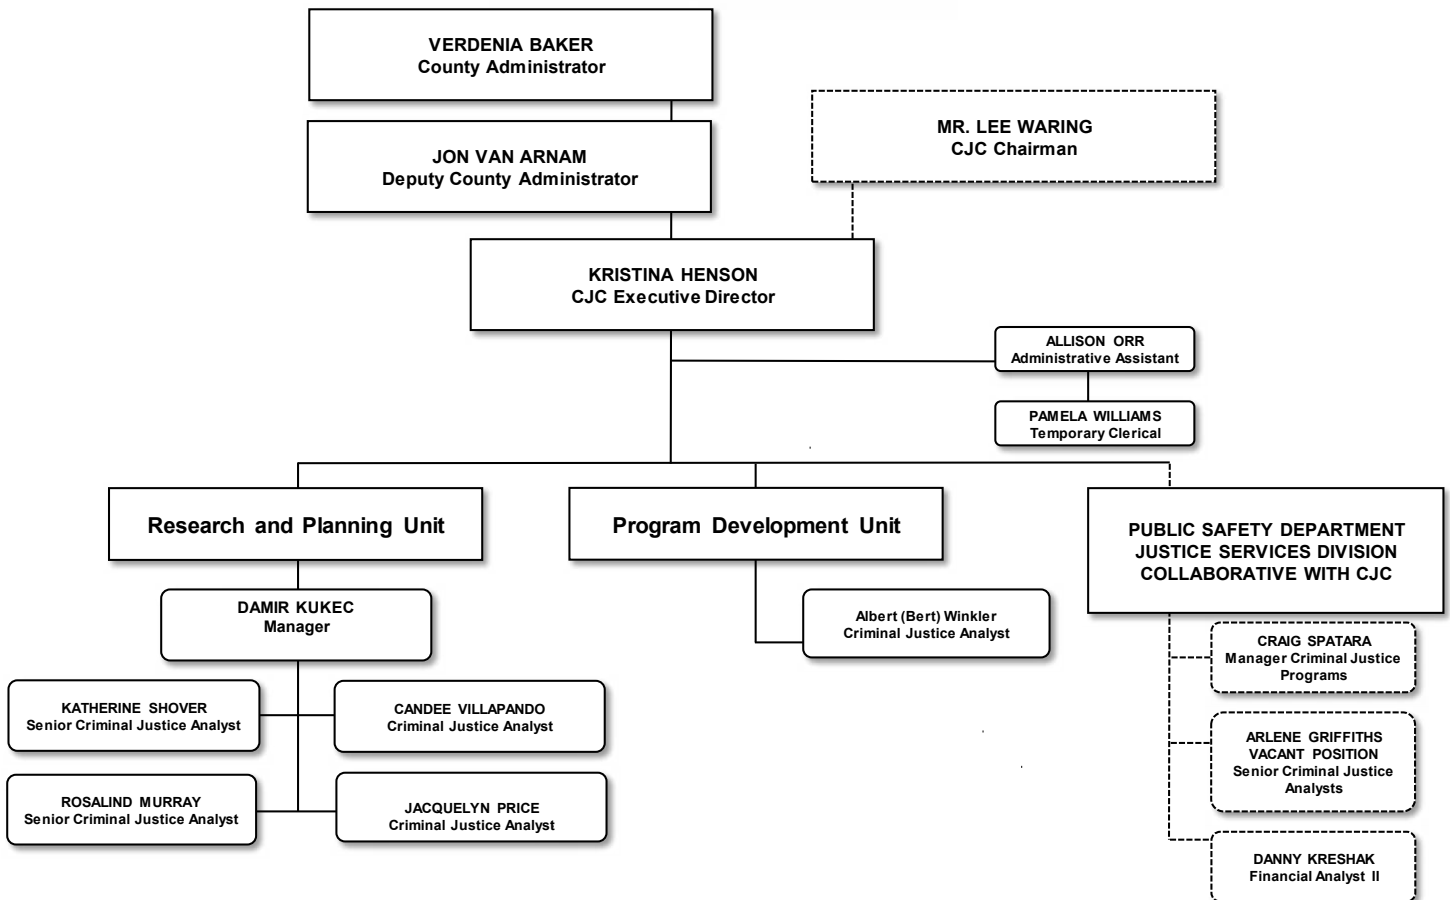 VERDENIA BAKER
County Administrator
JON VAN ARNAM
Deputy County Administrator
MR. LEE WARING
CJC Chairman
KRISTINA HENSON
CJC Executive Director
ALLISON ORR
Administrative Assistant
PAMELA WILLIAMS
Temporary Clerical
Research and Planning Unit
DAMIR KUKEC
Manager
KATHERINE SHOVER
Senior Criminal Justice Analyst
CANDEE VILLAPANDO
Criminal Justice Analyst
ROSALIND MURRAY
Senior Criminal Justice Analyst
JACQUELYN PRICE
Criminal Justice Analyst
Program Development Unit
Albert (Bert) Winkler
Criminal Justice Analyst
PUBLIC SAFETY DEPARTMENT
JUSTICE SERVICES DIVISION
COLLABORATIVE WITH CJC
CRAIG SPATARA
Manager Criminal Justice
Programs
ARLENE GRIFFITHS
VACANT POSITION
Senior Criminal Justice
Analysts
DANNY KRESHAK
Financial Analyst II